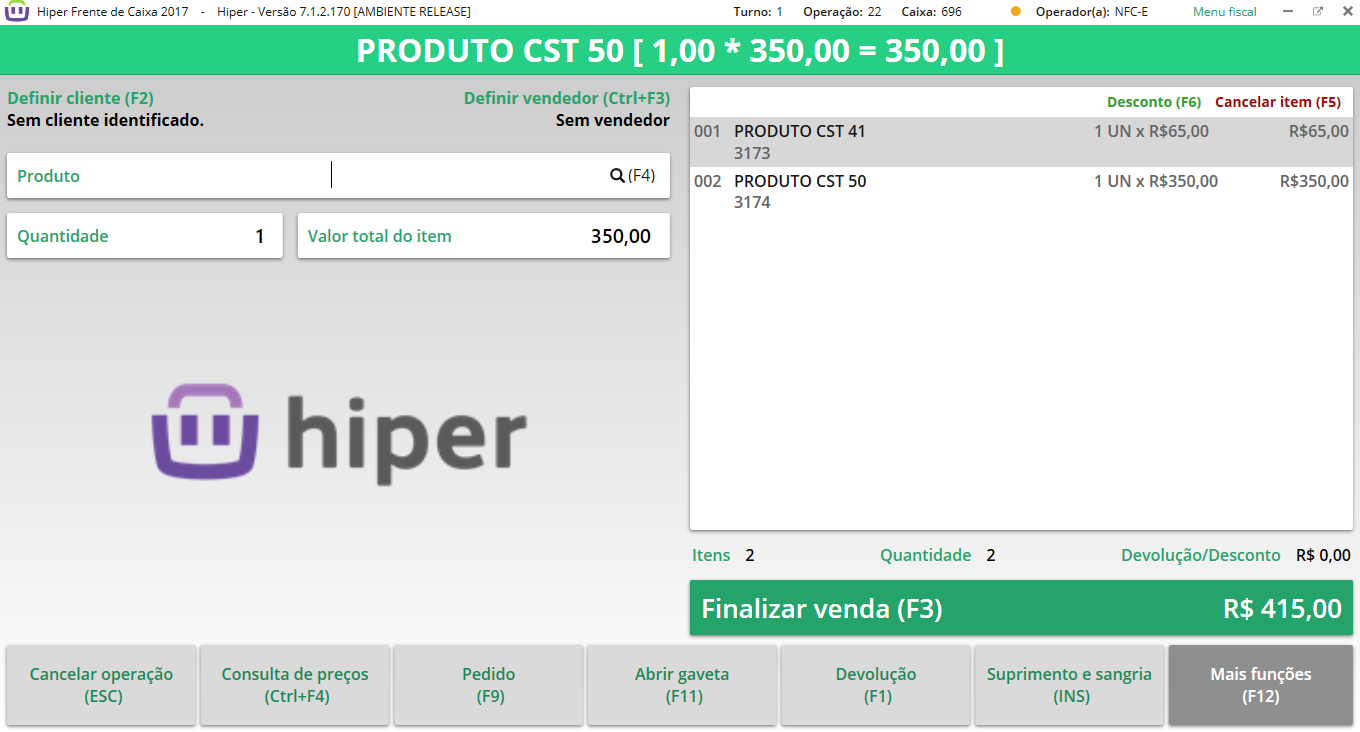 Hiper Frente de Caixa 2017 - Hiper - Versão 7.1.2.170 [AMBIENTE RELEASE] Turno: 1 Operação: 22 Caixa: 696 Operador(a): NFC-E Menu fiscal
PRODUTO CST 50 [ 1,00 * 350,00 = 350,00 ]
Definir cliente (F2) Definir vendedor (Ctrl+F3)
Sem cliente identificado. Sem vendedor
Produto (F4)
Quantidade 1 Valor total do item 350,00
hiper
Desconto (F6) Cancelar item (F5)
001 PRODUTO CST 41 1 UN x R$65,00 R$65,00
3173
002 PRODUTO CST 50 1 UN x R$350,00 R$350,00
3174
Itens 2 Quantidade 2 Devolução/Desconto R$ 0,00
Finalizar venda (F3) R$ 415,00
Cancelar operação
(ESC)
Consulta de preços
(Ctrl+F4)
Pedido
(F9)
Abrir gaveta
(F11)
Devolução
(F1)
Suprimento e sangria
(INS)
Mais funções
(F12)